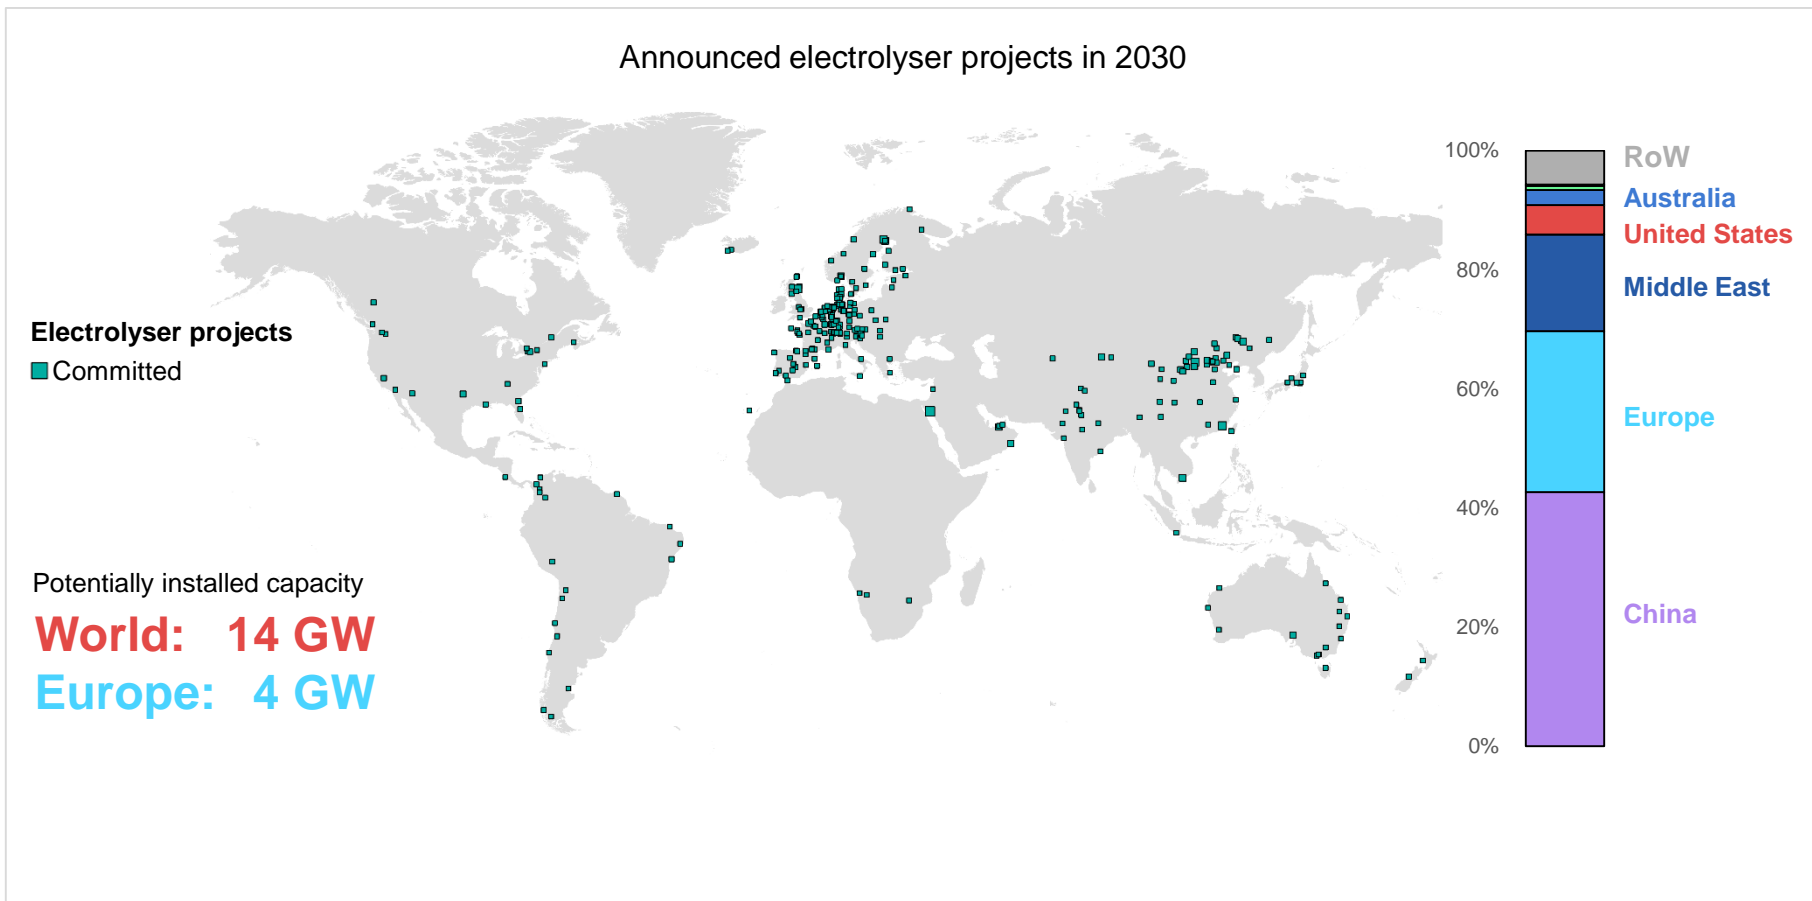 Announced electrolyser projects in 2030
Electrolyser projects
Committed
Potentially installed capacity
World: 14 GW
Europe: 4 GW
100%
80%
60%
40%
20%
0%
RoW
Australia
United States
Middle East
Europe
China